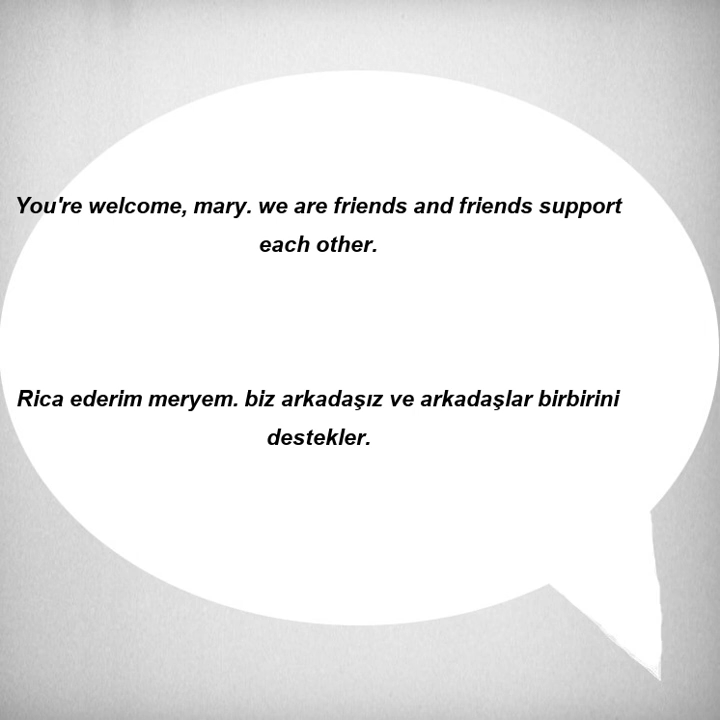 You're welcome, mary. we are friends and friends support
each other.
Rica ederim meryem. biz arkadaşız ve arkadaşlar birbirini
destekler.